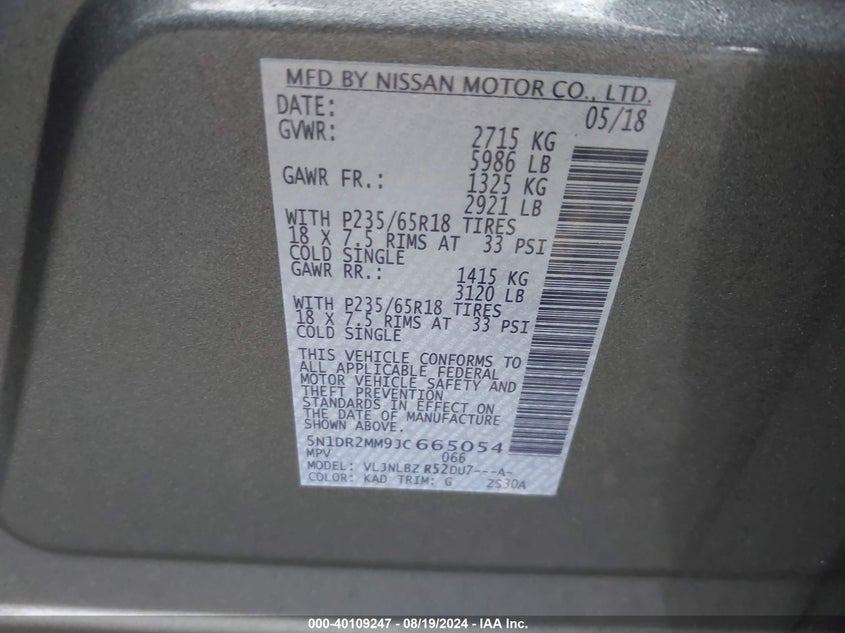 MFD BY NISSAN MOTOR CO., LTD.
DATE: 05/18
GVWR: 2715 KG
5986 LB
GAWR FR.: 1325 KG
2921 LB
WITH P235/65R18 TIRES
18 X 7.5 RIMS AT 33 PSI
COLD SINGLE
GAWR RR.: 1415 KG
3120 LB
WITH P235/65R18 TIRES
18 X 7.5 RIMS AT 33 PSI
COLD SINGLE
THIS VEHICLE CONFORMS TO
ALL APPLICABLE FEDERAL
MOTOR VEHICLE SAFETY AND
THEFT PREVENTION
STANDARDS IN EFFECT ON
THE DATE OF MANUFACTURE
SHOWN ABOVE.
5N1DR2MM9JC665054
MPV 066
MODEL: VLJNLBZ R52DU7---A-
COLOR: KAD TRIM: G 2S30A
000-40109247 - 08/19/2024 - IAA Inc.